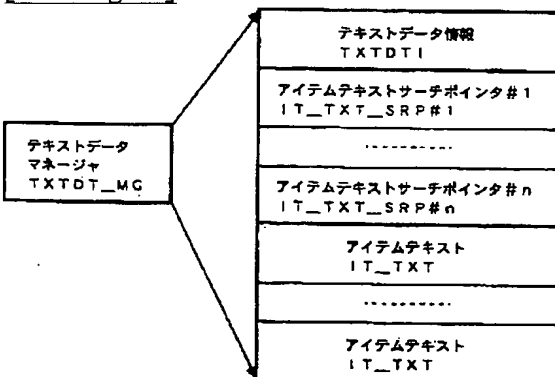 テキストデータ
マネージャ
TXTDT_MG
テキストデータ情報
TXTDTI
アイテムテキストサーチポインタ#1
IT_TXT_SRP#1
----------
アイテムテキストサーチポインタ#n
IT_TXT_SRP#n
アイテムテキスト
IT_TXT
----------
アイテムテキスト
IT_TXT